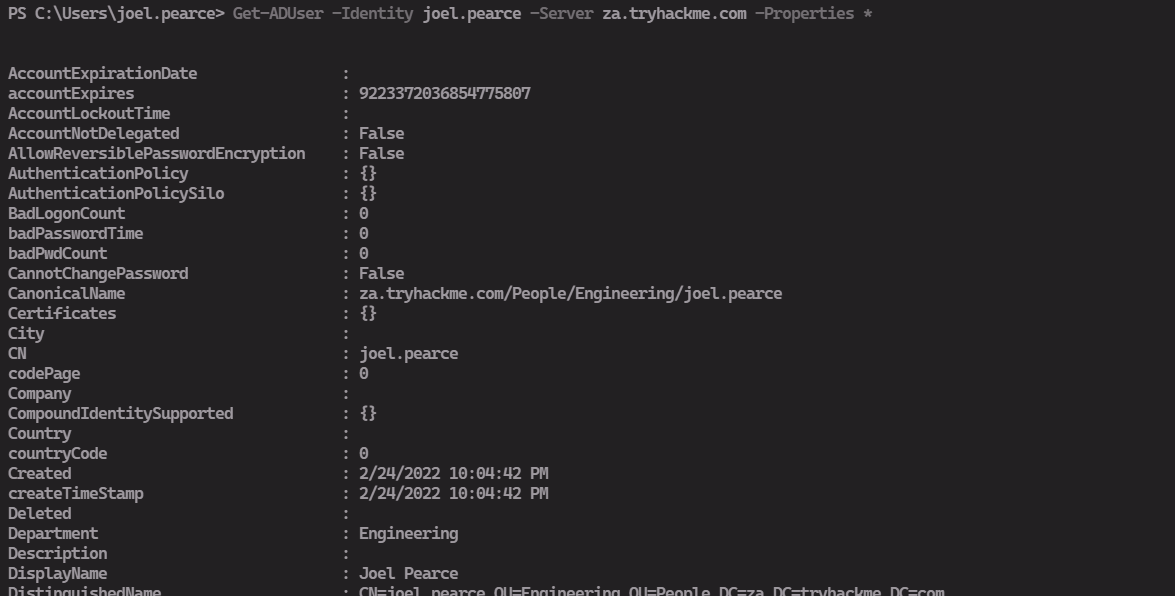 PS C:\Users\joel.pearce> Get-ADUser -Identity joel.pearce -Server za.tryhackme.com -Properties *
AccountExpirationDate :
accountExpires : 9223372036854775807
AccountLockoutTime :
AccountNotDelegated : False
AllowReversiblePasswordEncryption : False
AuthenticationPolicy : {}
AuthenticationPolicySilo : {}
BadLogonCount : 0
badPasswordTime : 0
badPwdCount : 0
CannotChangePassword : False
CanonicalName : za.tryhackme.com/People/Engineering/joel.pearce
Certificates : {}
City :
CN : joel.pearce
codePage : 0
Company :
CompoundIdentitySupported : {}
Country :
countryCode : 0
Created : 2/24/2022 10:04:42 PM
createTimeStamp : 2/24/2022 10:04:42 PM
Deleted :
Department : Engineering
Description :
DisplayName : Joel Pearce
DistinguishedName : CN=joel.pearce,OU=Engineering,OU=People,DC=za,DC=tryhackme,DC=com